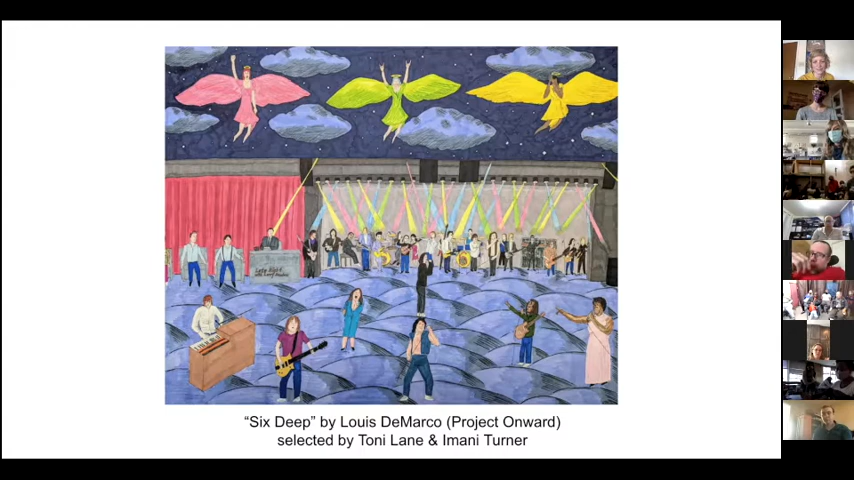 "Six Deep" by Louis DeMarco (Project Onward)
selected by Toni Lane & Imani Turner